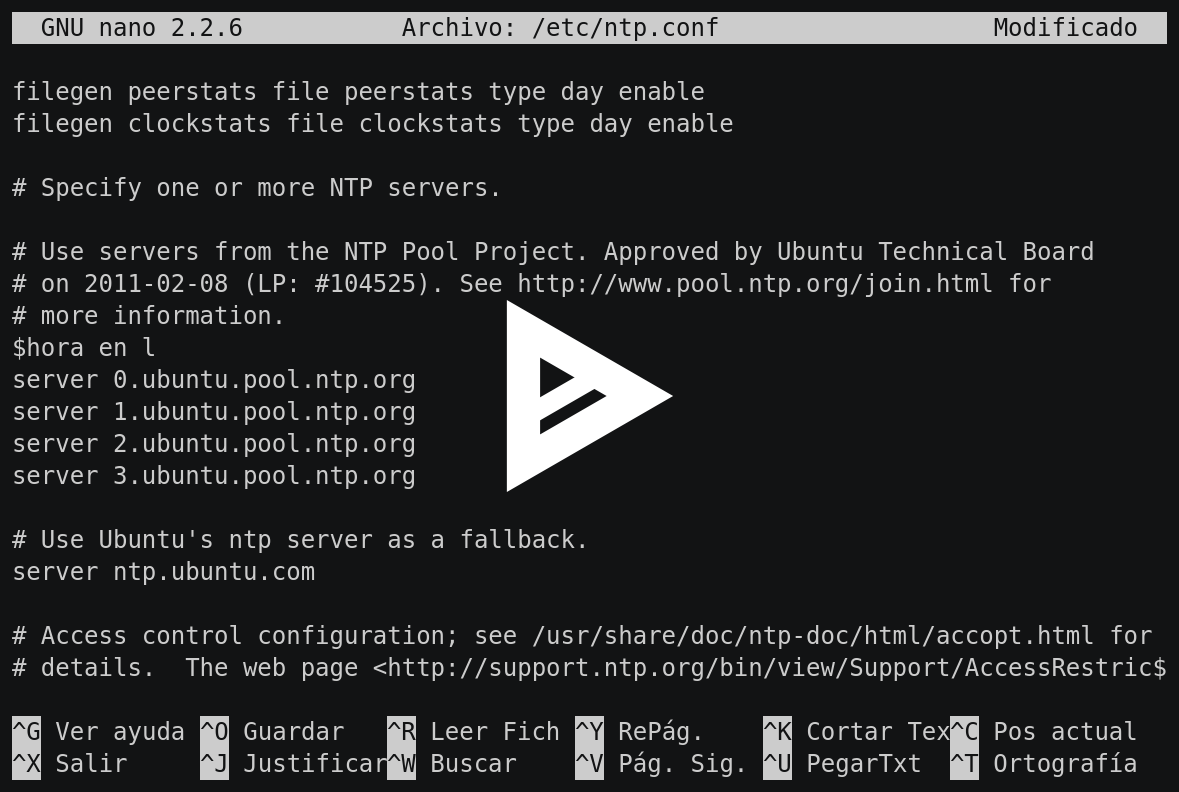 GNU nano 2.2.6 Archivo: /etc/ntp.conf Modificado
filegen peerstats file peerstats type day enable
filegen clockstats file clockstats type day enable
# Specify one or more NTP servers.
# Use servers from the NTP Pool Project. Approved by Ubuntu Technical Board
# on 2011-02-08 (LP: #104525). See http://www.pool.ntp.org/join.html for
# more information.
$hora en l
server 0.ubuntu.pool.ntp.org
server 1.ubuntu.pool.ntp.org
server 2.ubuntu.pool.ntp.org
server 3.ubuntu.pool.ntp.org
# Use Ubuntu's ntp server as a fallback.
server ntp.ubuntu.com
# Access control configuration; see /usr/share/doc/ntp-doc/html/accopt.html for
# details.  The web page <http://support.ntp.org/bin/view/Support/AccessRestric$
^G Ver ayuda ^O Guardar ^R Leer Fich ^Y RePág. ^K Cortar Tex^C Pos actual
^X Salir ^J Justificar^W Buscar ^V Pág. Sig. ^U PegarTxt ^T Ortografía